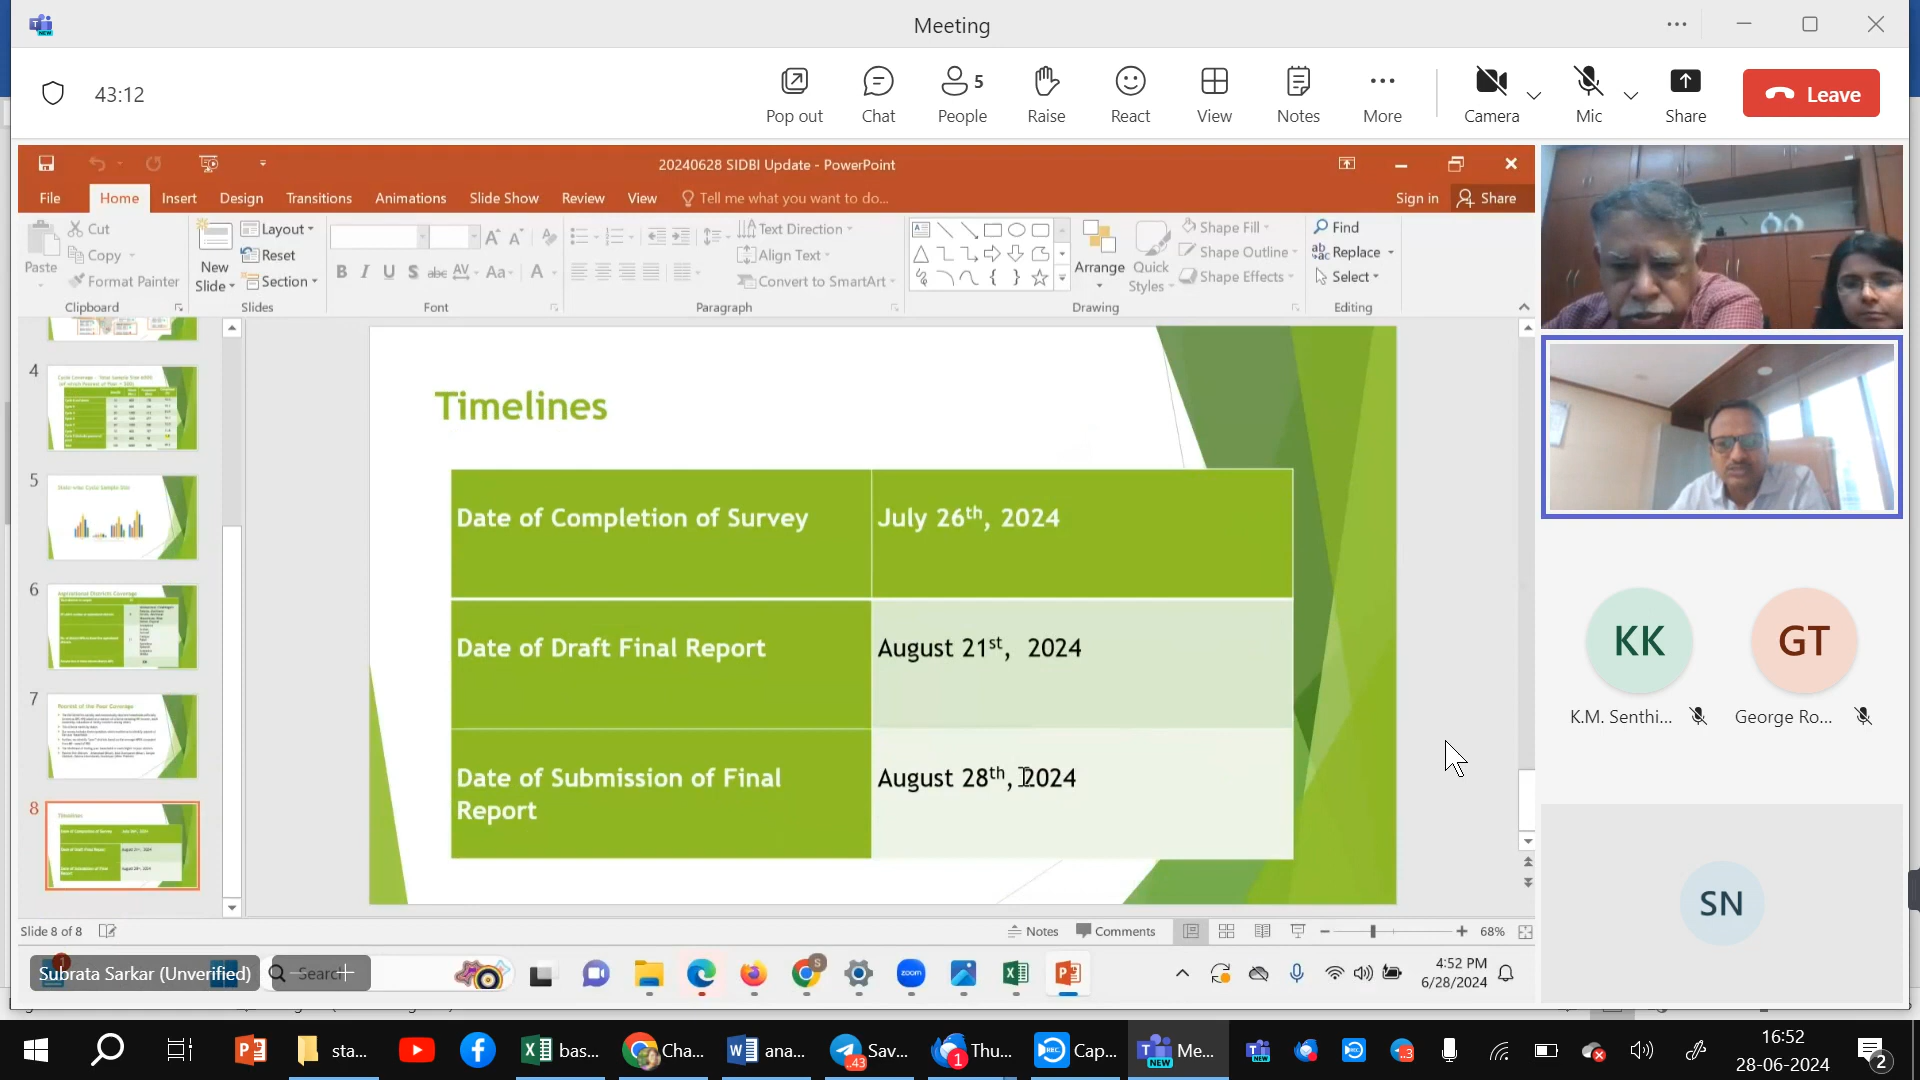 Meeting
43:12
Pop out
Chat
5
People
Raise
React
View
Notes
More
Camera
Mic
Share
Leave
20240628 SIDBI Update - PowerPoint
File
Home
Insert
Design
Transitions
Animations
Slide Show
Review
View
Tell me what you want to do...
Sign in
Share
Paste
Cut
Copy
Format Painter
Clipboard
New Slide
Layout
Reset
Section
Slides
Font
Text Direction
Align Text
Convert to SmartArt
Paragraph
Arrange
Quick Styles
Shape Fill
Shape Outline
Shape Effects
Drawing
Find
Replace
Select
Editing
4
5
6
7
8
Timelines
Date of Completion of Survey
July 26th, 2024
Date of Draft Final Report
August 21st, 2024
Date of Submission of Final
Report
August 28th, 2024
KK
K.M. Senthi...
GT
George Ro...
SN
Slide 8 of 8
Notes
Comments
68%
Subrata Sarkar (Unverified)
Search
zoom
4:52 PM
6/28/2024
sta...
bas...
Cha...
ana...
Sav...
Thu...
Cap...
Me...
16:52
28-06-2024
2